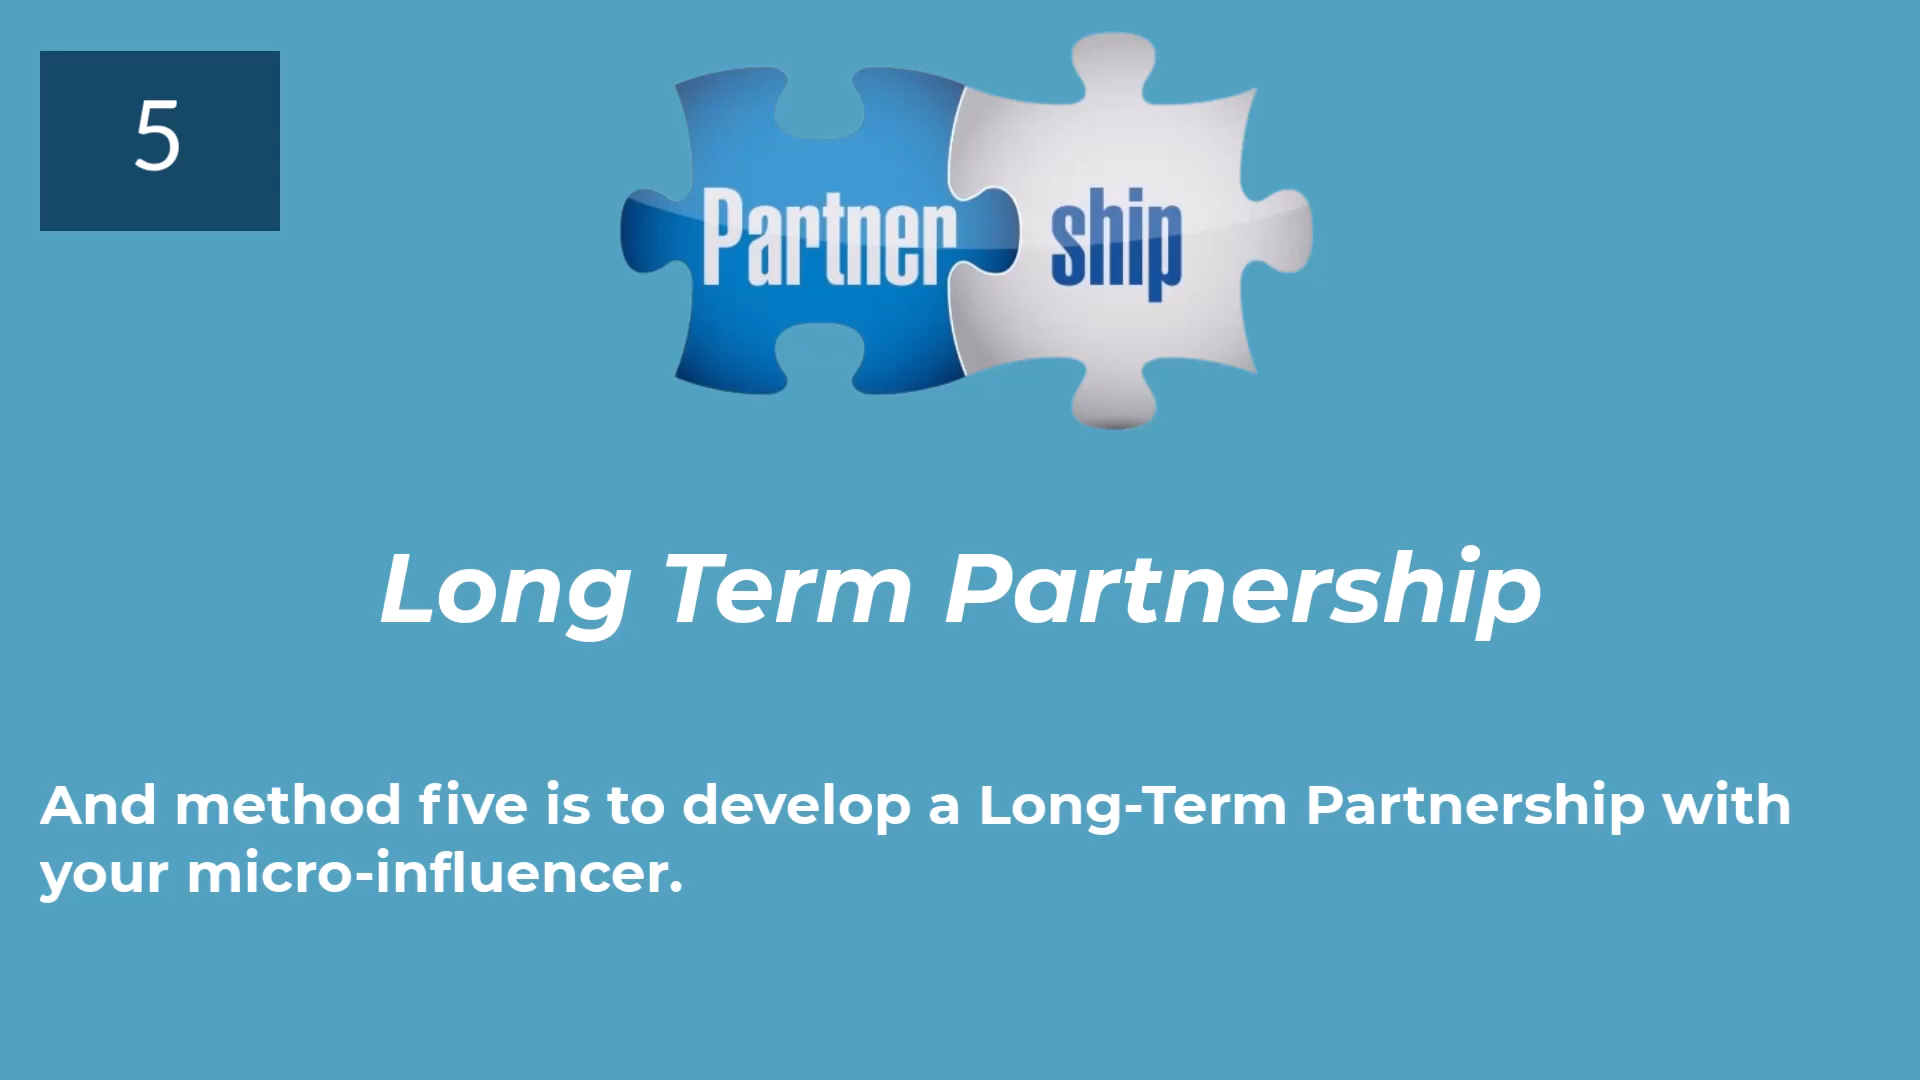 5
Partner ship
Long Term Partnership
And method five is to develop a Long-Term Partnership with
your micro-influencer.